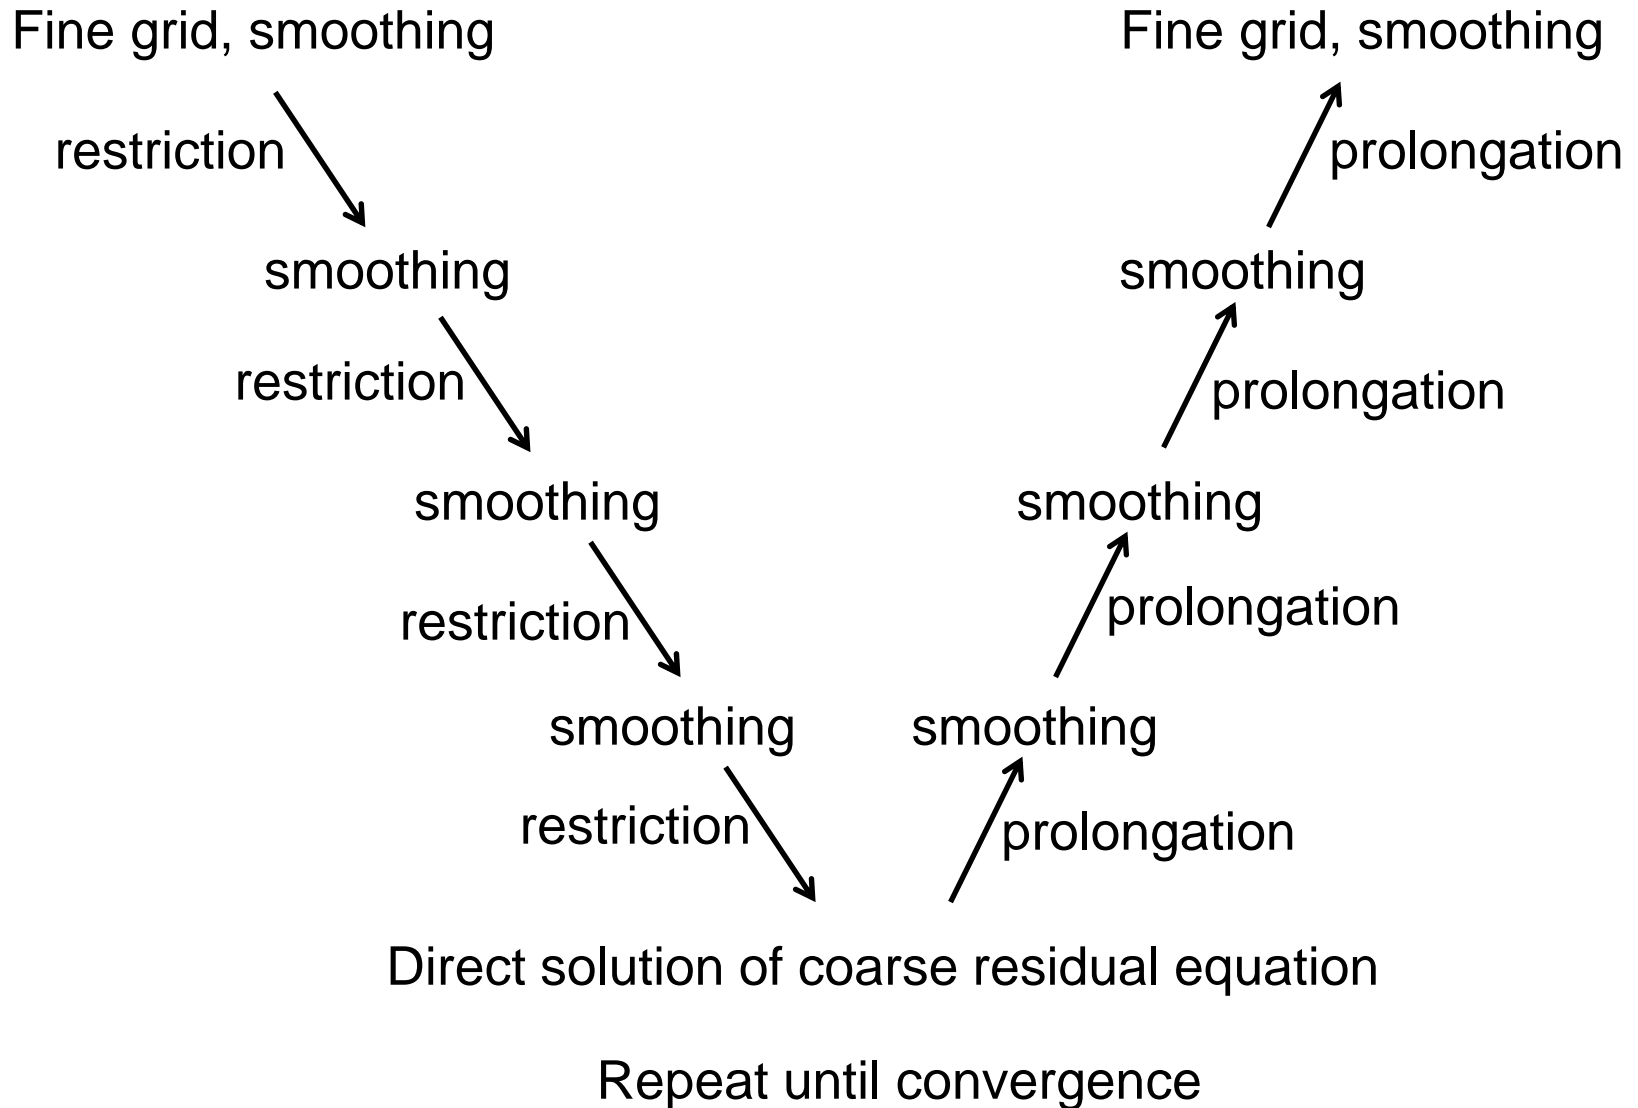 Fine grid, smoothing
Fine grid, smoothing
restriction
prolongation
smoothing
smoothing
restriction
prolongation
smoothing
smoothing
restriction
prolongation
smoothing
smoothing
restriction
prolongation
Direct solution of coarse residual equation
Repeat until convergence